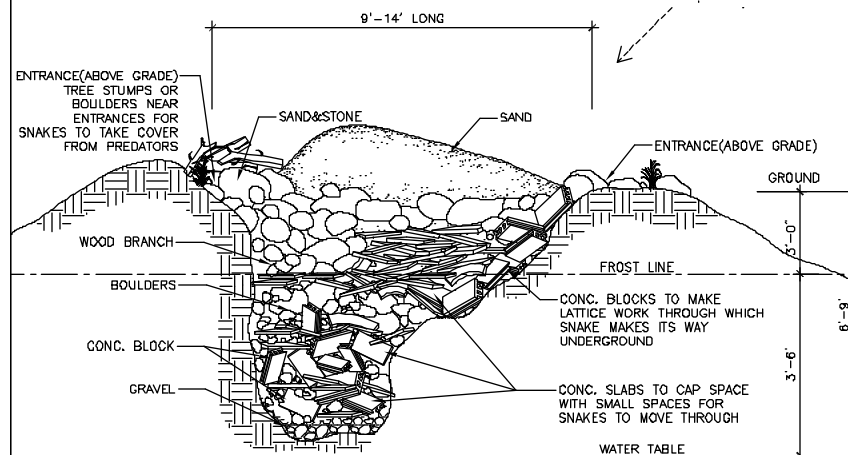 9'-14' LONG
ENTRANCE(ABOVE GRADE)
TREE STUMPS OR
BOULDERS NEAR
ENTRANCES FOR
SNAKES TO TAKE COVER
FROM PREDATORS
SAND&STONE
SAND
ENTRANCE(ABOVE GRADE)
GROUND
3'-0"
WOOD BRANCH
FROST LINE
BOULDERS
CONC. BLOCKS TO MAKE
LATTICE WORK THROUGH WHICH
SNAKE MAKES ITS WAY
UNDERGROUND
6'-6"
CONC. BLOCK
3'-6"
GRAVEL
CONC. SLABS TO CAP SPACE
WITH SMALL SPACES FOR
SNAKES TO MOVE THROUGH
WATER TABLE